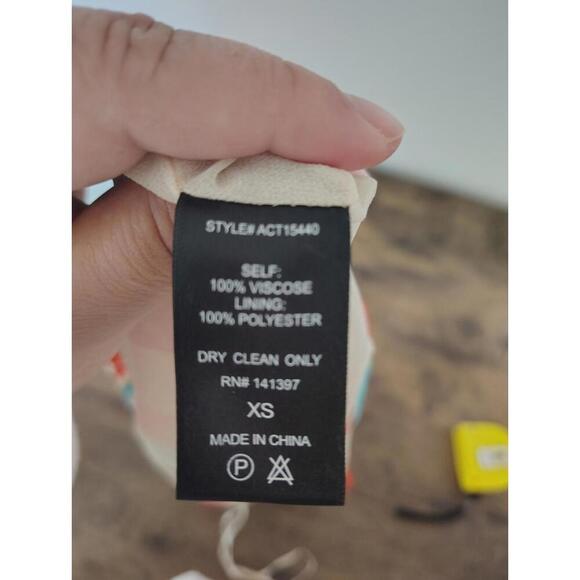 STYLE# ACT15440
SELF:
100% VISCOSE
LINING:
100% POLYESTER
DRY CLEAN ONLY
RN# 141397
XS
MADE IN CHINA
P